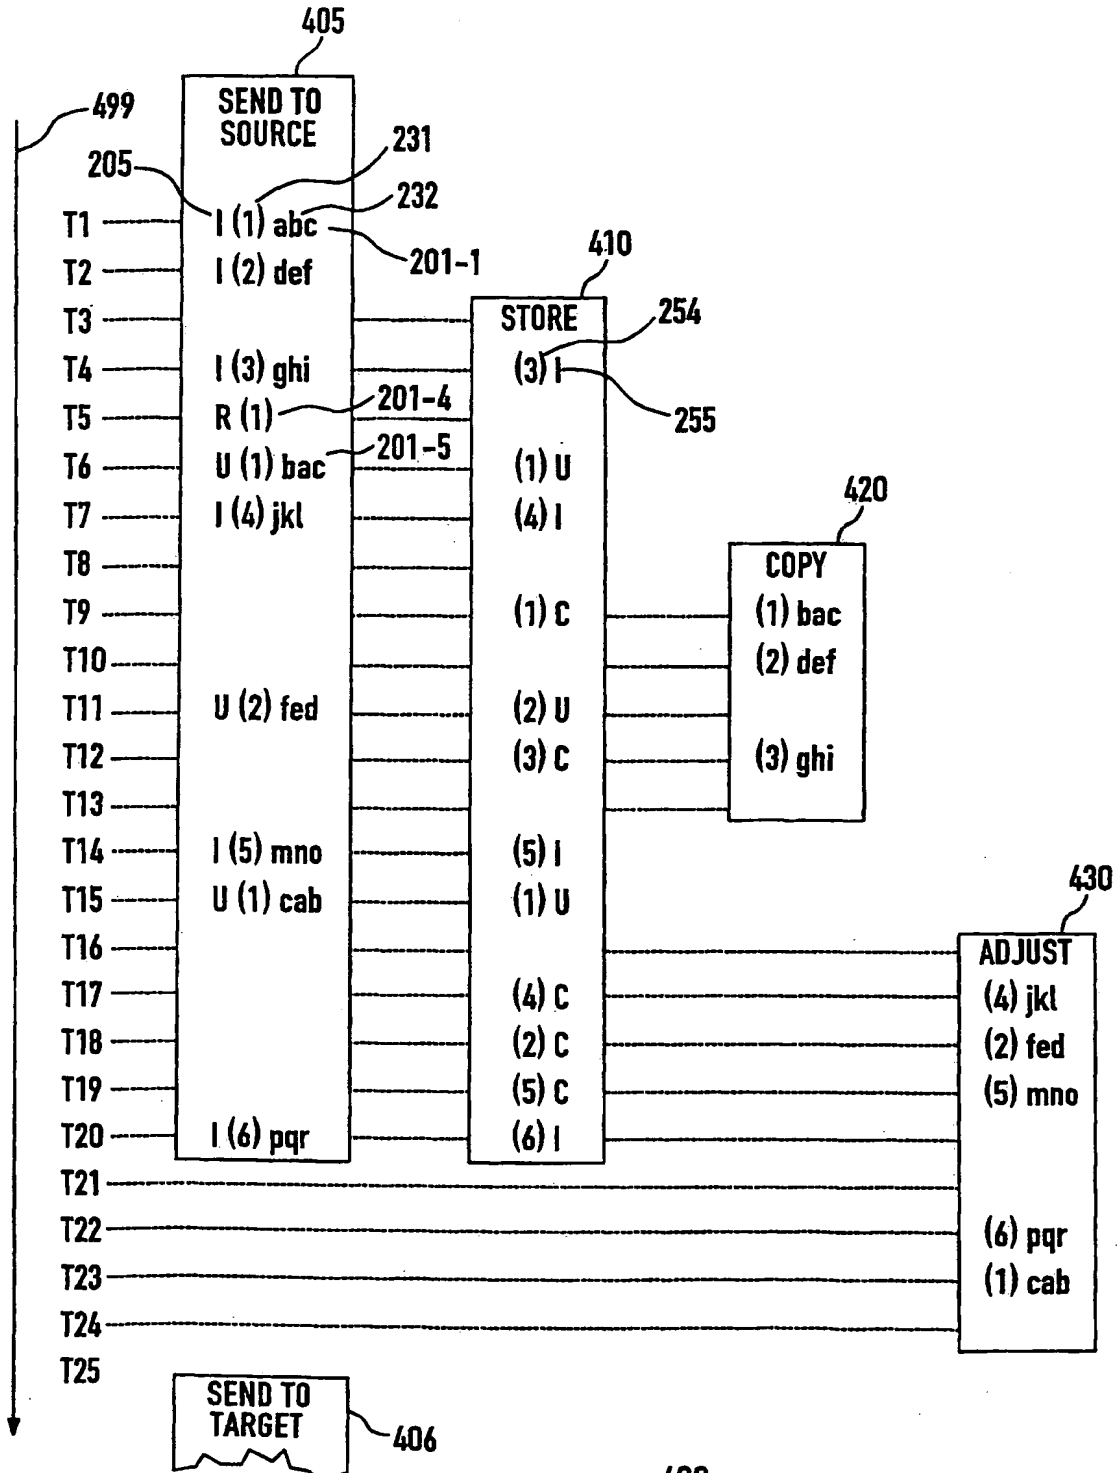 405
SEND TO
SOURCE
499
231
205
232
T1 I (1) abc
201-1
T2 I (2) def
410
T3 STORE
254
T4 I (3) ghi (3) I
255
T5 R (1)
201-4
T6 U (1) bac (1) U
201-5
T7 I (4) jkl (4) I
420
T8 COPY
T9 (1) C (1) bac
T10 (2) def
T11 U (2) fed (2) U
T12 (3) C (3) ghi
T13
T14 I (5) mno (5) i
T15 U (1) cab (1) U
430
T16 ADJUST
T17 (4) C (4) jkl
T18 (2) C (2) fed
T19 (5) C (5) mno
T20 I (6) pqr (6) I
T21
T22 (6) pqr
T23 (1) cab
T24
T25
SEND TO
TARGET
406